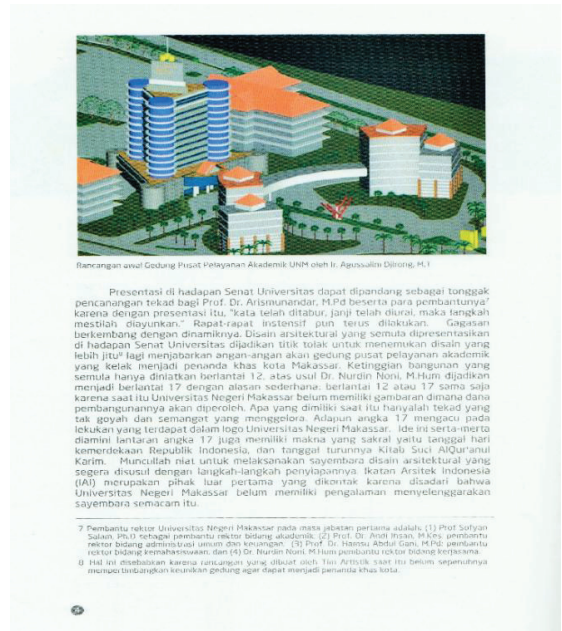 Rancangan awal Gedung Pusat Pelayanan Akademik UNM oleh Ir. Agussalim Djirong, M.T
Presentasi di hadapan Senat Universitas dapat dipandang sebagai tonggak
pencanangan tekad bagi Prof. Dr. Arismunandar, M.Pd beserta para pembantunya7
karena dengan presentasi itu, "kata telah ditabur, janji telah diurai, maka langkah
mestilah diayunkan." Rapat-rapat instensif pun terus dilakukan. Gagasan
berkembang dengan dinamiknya. Disain arsitektural yang semula dipresentasikan
di hadapan Senat Universitas dijadikan titik tolak untuk menemukan disain yang
lebih jitu8 lagi menjabarkan angan-angan akan gedung pusat pelayanan akademik
yang kelak menjadi penanda khas kota Makassar. Ketinggian bangunan yang
semula hanya diniatkan berlantai 12, atas usul Dr. Nurdin Noni, M.Hum dijadikan
menjadi berlantai 17 dengan alasan sederhana: berlantai 12 atau 17 sama saja
karena saat itu Universitas Negeri Makassar belum memiliki gambaran dimana dana
pembangunannya akan diperoleh. Apa yang dimiliki saat itu hanyalah tekad yang
tak goyah dan semangat yang menggelora. Adapun angka 17 mengacu pada
lekukan yang terdapat dalam logo Universitas Negeri Makassar. Ide ini serta-merta
diamini lantaran angka 17 juga memiliki makna yang sakral yaitu tanggal hari
kemerdekaan Republik Indonesia, dan tanggal turunnya Kitab Suci AlQur'anul
Karim. Muncullah niat untuk melaksanakan sayembara disain arsitektural yang
segera disusul dengan langkah-langkah penyiapannya. Ikatan Arsitek Indonesia
(IAI) merupakan pihak luar pertama yang dikontak karena disadari bahwa
Universitas Negeri Makassar belum memiliki pengalaman menyelenggarakan
sayembara semacam itu.
7 Pembantu rektor Universitas Negeri Makassar pada masa jabatan pertama adalah: (1) Prof Sofyan
Salam, Ph.D sebagai pembantu rektor bidang akademik, (2) Prof. Dr. Andi Ihsan, M.Kes. pembantu
rektor bidang administrasi umum dan keuangan, (3) Prof. Dr. Hamsu Abdul Gani, M.Pd: pembantu
rektor bidang kemahasiswaan, dan (4) Dr. Nurdin Noni, M.Hum pembantu rektor bidang kerjasama.
8 Hal ini disebabkan karena rancangan yang dibuat oleh Tim Artistik saat itu belum sepenuhnya
mempertimbangkan keunikan gedung agar dapat menjadi penanda khas kota.